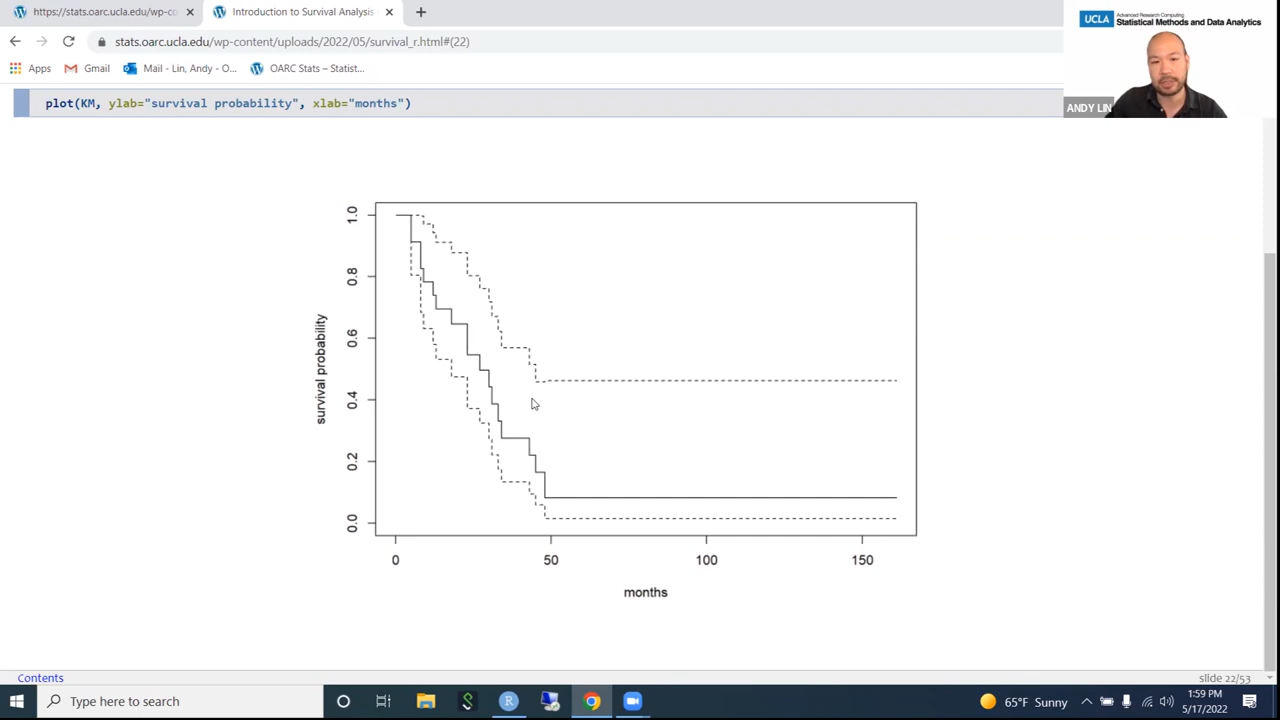 https://stats.oarc.ucla.edu/wp-co
Introduction to Survival Analysis
stats.oarc.ucla.edu/wp-content/uploads/2022/05/survival_r.html#(22)
Apps
Gmail
Mail - Lin, Andy - O...
OARC Stats – Statist...
UCLA
Advanced Research Computing
Statistical Methods and Data Analytics
ANDY LIN
plot(KM, ylab="survival probability", xlab="months")
survival probability
1.0
0.8
0.6
0.4
0.2
0.0
0
50
100
150
months
Contents
slide 22/53
Type here to search
65°F Sunny
1:59 PM
5/17/2022